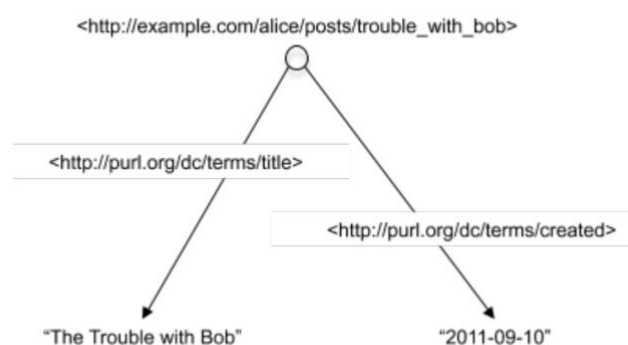 <http://example.com/alice/posts/trouble_with_bob>
<http://purl.org/dc/terms/title>
<http://purl.org/dc/terms/created>
“The Trouble with Bob”
“2011-09-10”